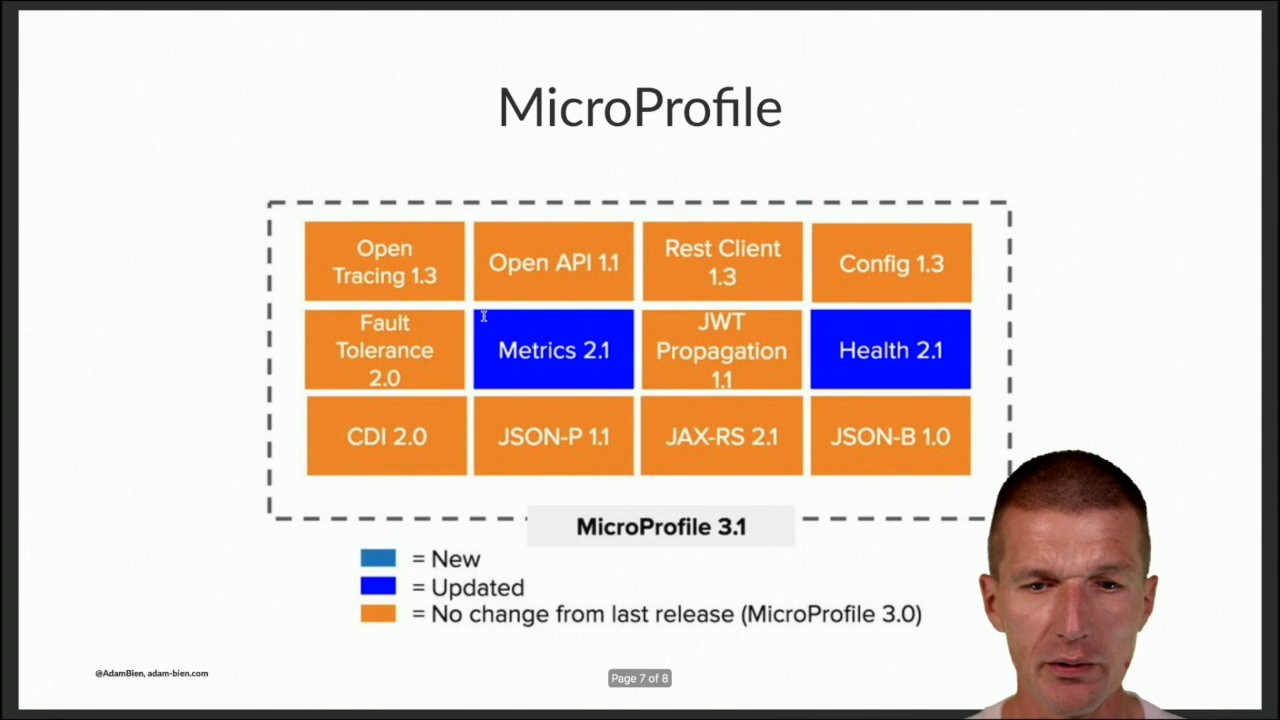 MicroProfile
Open
Tracing 1.3
Open API 1.1
Rest Client
1.3
Config 1.3
Fault
Tolerance
2.0
Metrics 2.1
JWT
Propagation
1.1
Health 2.1
CDI 2.0
JSON-P 1.1
JAX-RS 2.1
JSON-B 1.0
MicroProfile 3.1
= New
= Updated
= No change from last release (MicroProfile 3.0)
@AdamBien, adam-bien.com
Page 7 of 8